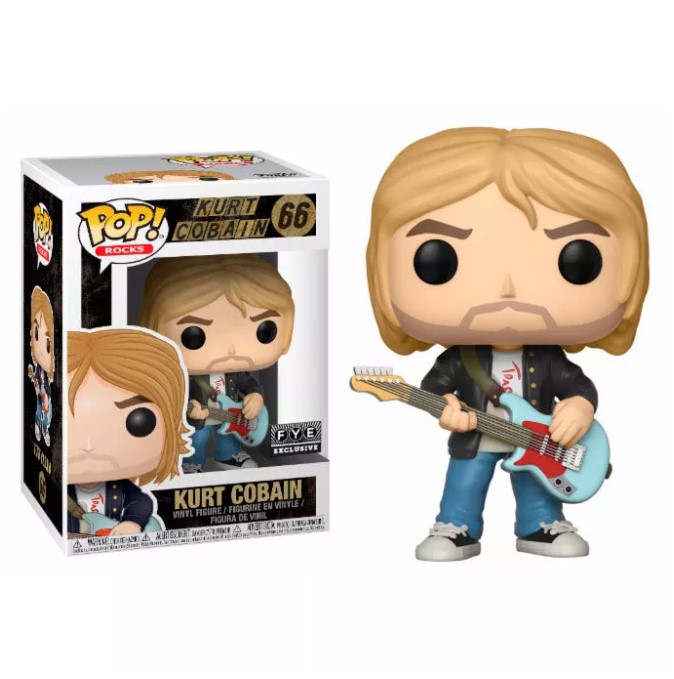 POP!
ROCKS
KURT
COBAIN
66
FYE
EXCLUSIVE
KURT COBAIN
VINYL FIGURE / FIGURINE EN VINYLE /
FIGURA DE VINIL